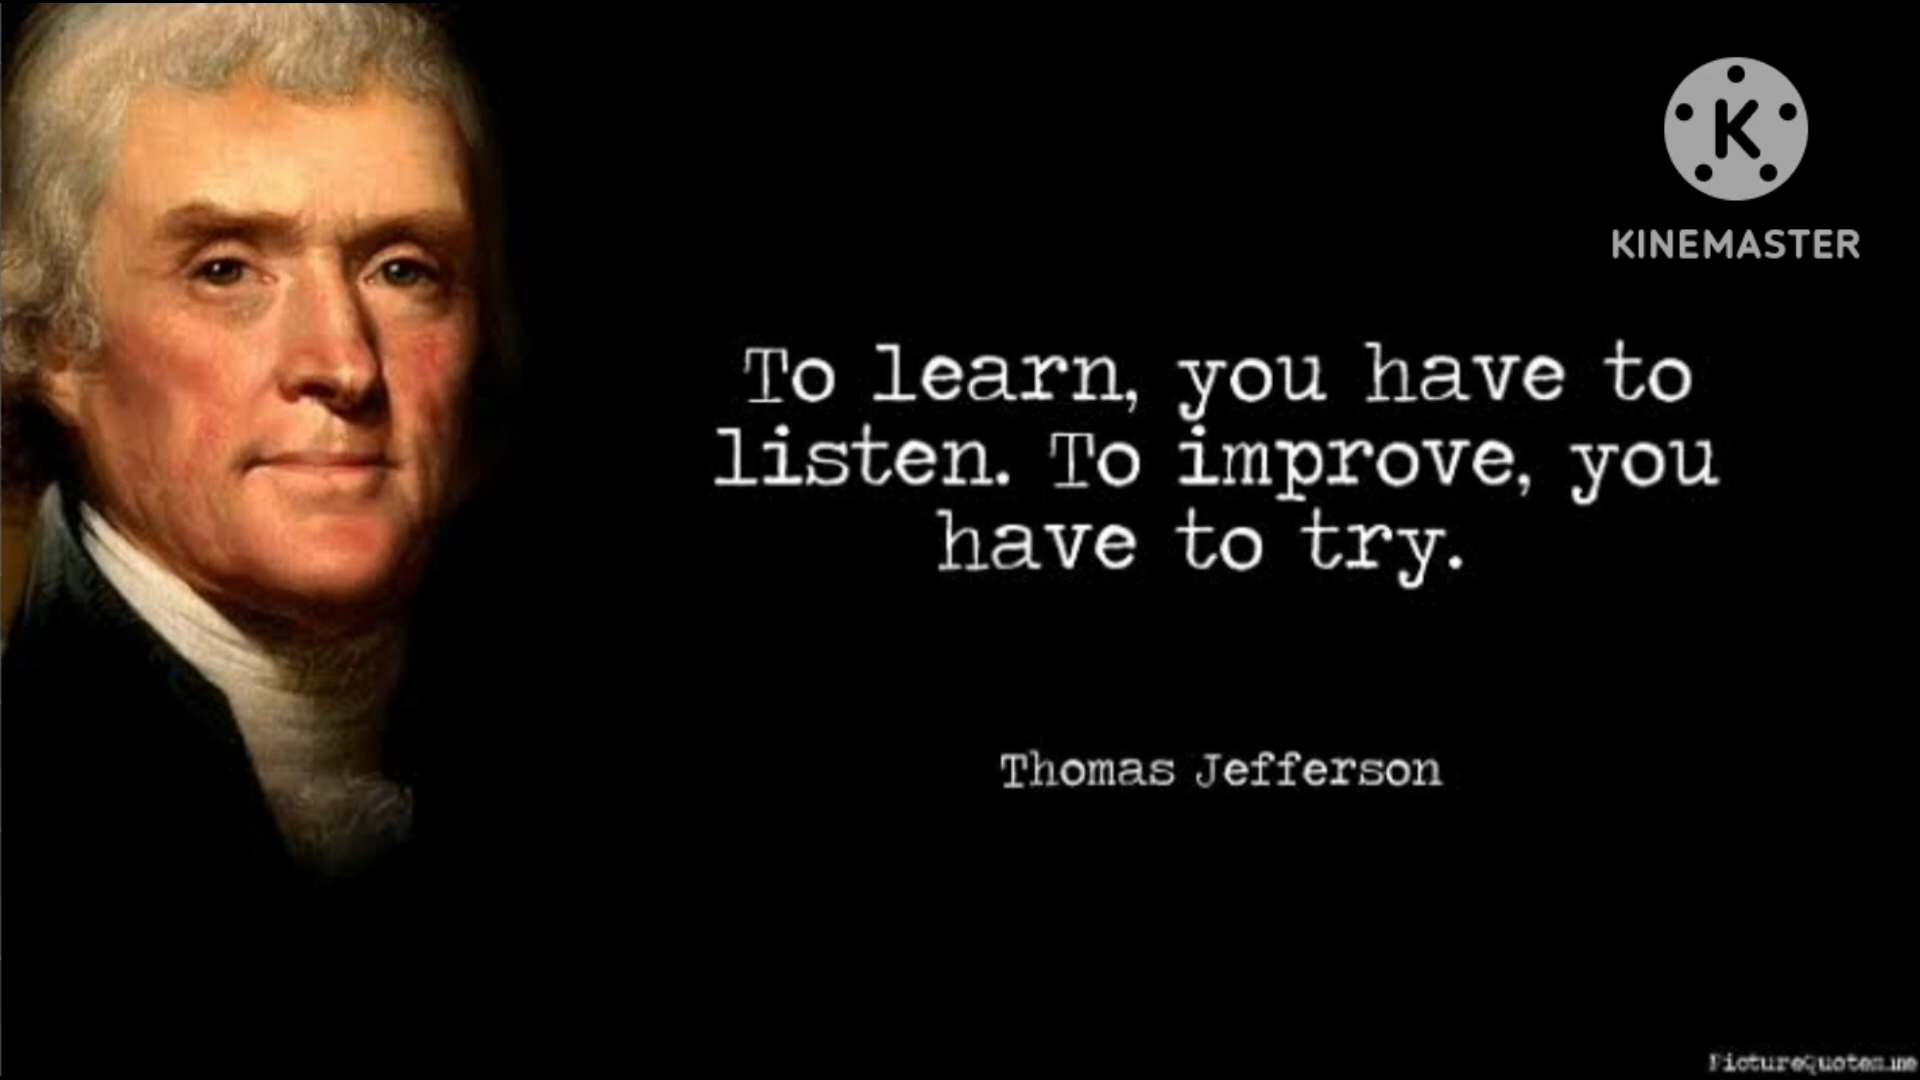 K
KINEMASTER
To learn, you have to
listen. To improve, you
have to try.
Thomas Jefferson
PictureQuotes.me